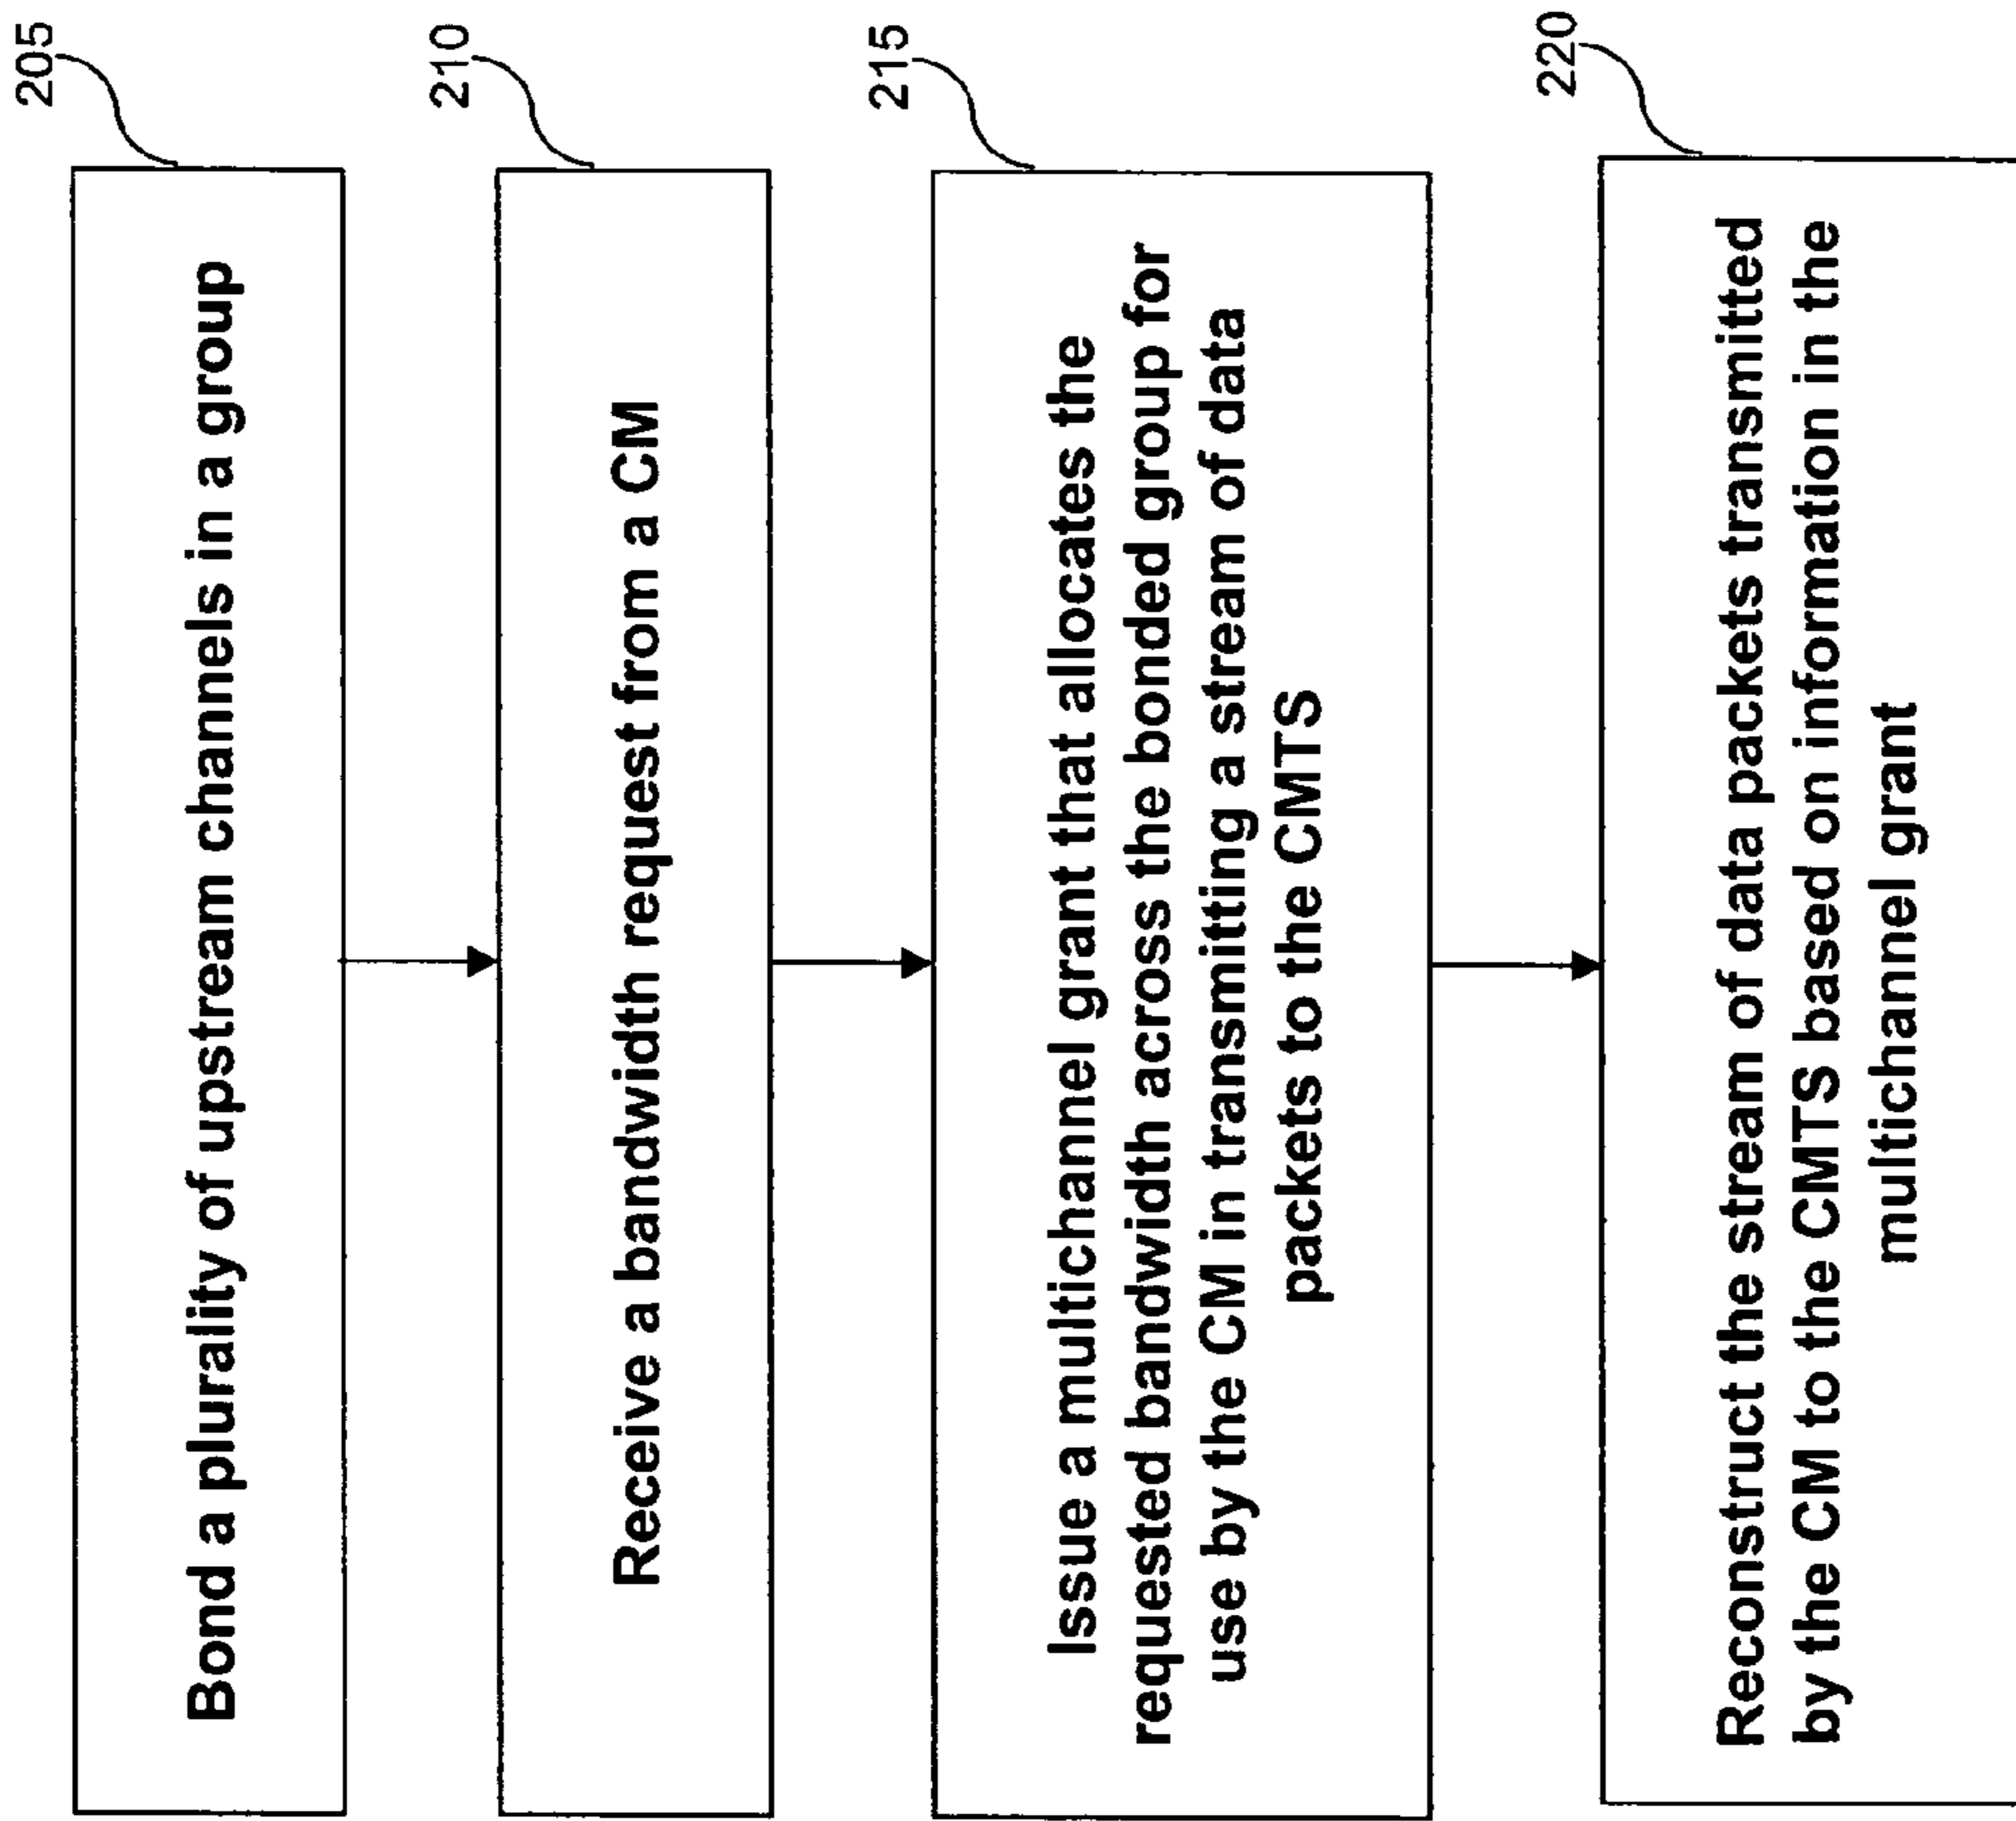 205
Bond a plurality of upstream channels in a group
210
Receive a bandwidth request from a CM
215
Issue a multichannel grant that allocates the
requested bandwidth across the bonded group for
use by the CM in transmitting a stream of data
packets to the CMTS
220
Reconstruct the stream of data packets transmitted
by the CM to the CMTS based on information in the
multichannel grant